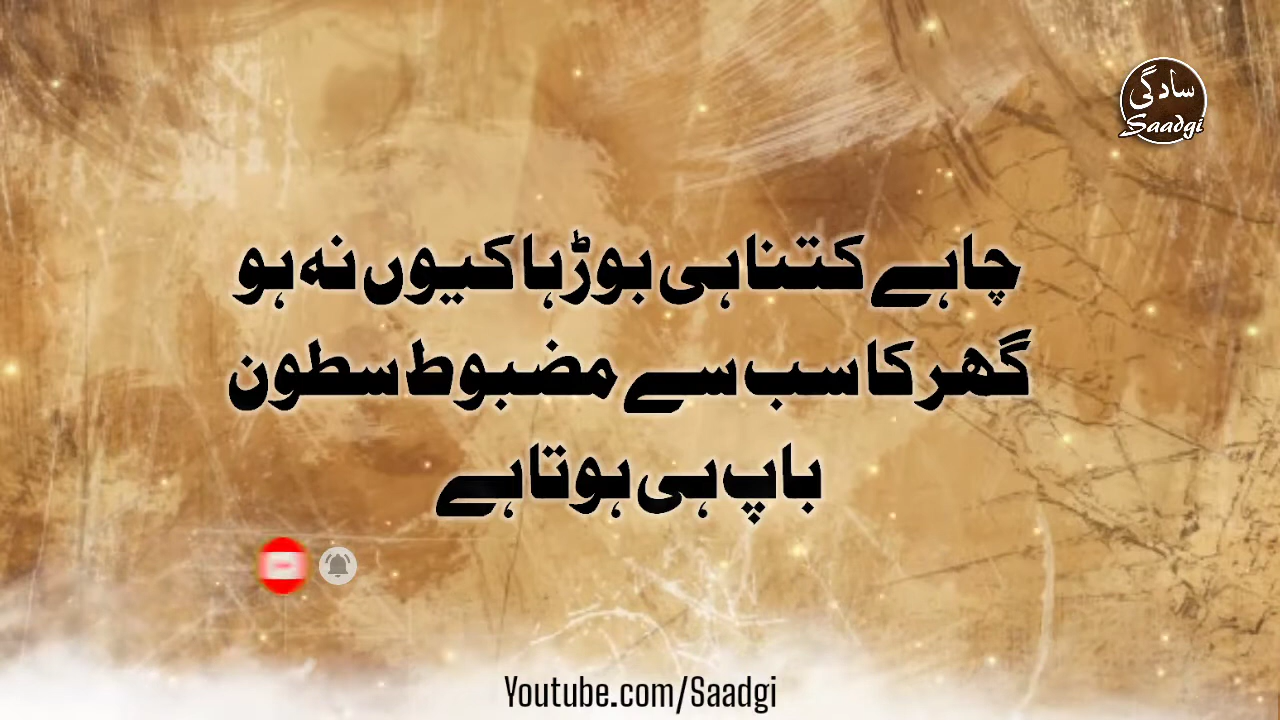 سادگی
Saadgi
چاہے کتنا ہی بوڑہا کیوں نہ ہو
گھر کا سب سے مضبوط سطون
باپ ہی ہوتا ہے
Youtube.com/Saadgi